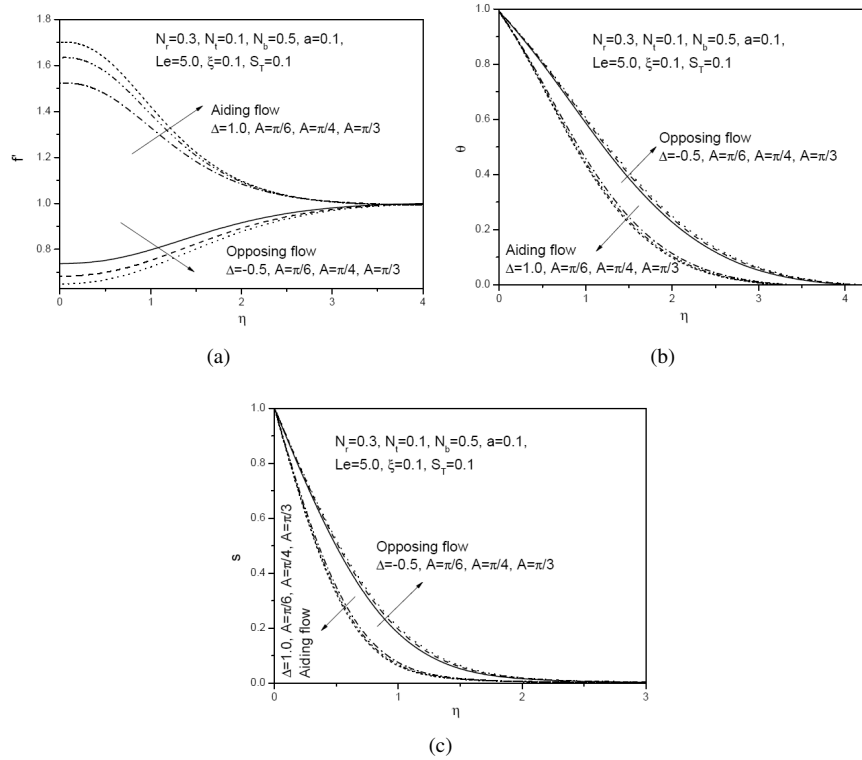 1.8
1.6
1.4
1.2
1.0
0.8
0 1 2 3 4
f'
η
N_r=0.3, N_t=0.1, N_b=0.5, a=0.1,
Le=5.0, ξ=0.1, S_T=0.1
Aiding flow
Δ=1.0, A=π/6, A=π/4, A=π/3
Opposing flow
Δ=-0.5, A=π/6, A=π/4, A=π/3
(a)
1.0
0.8
0.6
0.4
0.2
0.0
0 1 2 3 4
θ
η
N_r=0.3, N_t=0.1, N_b=0.5, a=0.1,
Le=5.0, ξ=0.1, S_T=0.1
Opposing flow
Δ=-0.5, A=π/6, A=π/4, A=π/3
Aiding flow
Δ=1.0, A=π/6, A=π/4, A=π/3
(b)
1.0
0.8
0.6
0.4
0.2
0.0
0 1 2 3
s
η
N_r=0.3, N_t=0.1, N_b=0.5, a=0.1,
Le=5.0, ξ=0.1, S_T=0.1
Opposing flow
Δ=-0.5, A=π/6, A=π/4, A=π/3
Δ=1.0, A=π/6, A=π/4, A=π/3
Aiding flow
(c)